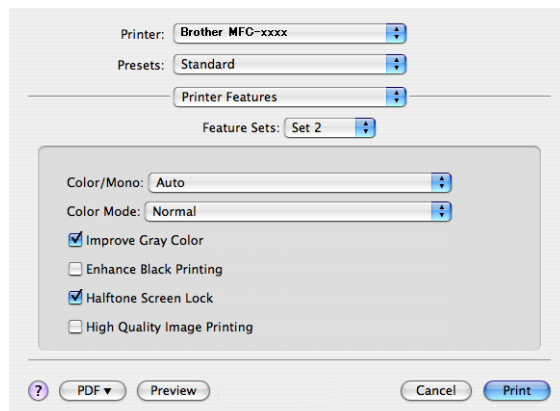 Printer: Brother MFC-xxxx
Presets: Standard
Printer Features
Feature Sets: Set 2
Color/Mono: Auto
Color Mode: Normal
Improve Gray Color
Enhance Black Printing
Halftone Screen Lock
High Quality Image Printing
? PDF ▼ Preview Cancel Print